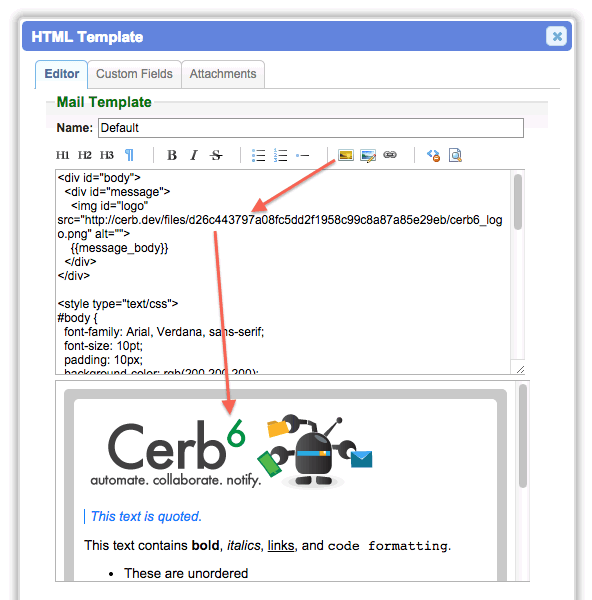 HTML Template
Editor Custom Fields Attachments
Mail Template
Name: Default
H1 H2 H3 ¶ B I S
<div id="body">
<div id="message">
<img id="logo"
src="http://cerb.dev/files/d26c443797a08fc5dd2f1958c99c8a87a85e29eb/cerb6_log
o.png" alt="">
{{message_body}}
</div>
</div>
<style type="text/css">
#body {
font-family: Arial, Verdana, sans-serif;
font-size: 10pt;
padding: 10px;
background-color: rgb(200,200,200);
Cerb6
automate. collaborate. notify.
This text is quoted.
This text contains bold, italics, links, and code formatting.
• These are unordered